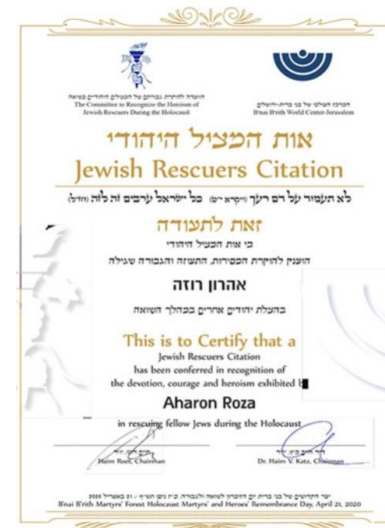 הוועדה להוקרת גבורתם של המצילים היהודים בשואה
The Committee to Recognize the Heroism of
Jewish Rescuers During the Holocaust
המרכז העולמי של בני ברית-ירושלים
B'nai B'rith World Center-Jerusalem
אות המציל היהודי
Jewish Rescuers Citation
לא תעמוד על דם רעך (ויקרא י"ט) כל ישראל ערבים זה לזה (חז"ל)
זאת לתעודה
כי אות המציל היהודי
הוענק להוקרת המסירות, התעוזה והגבורה שגילה
אהרון רוזה
בהצלת יהודים אחרים במהלך השואה
This is to Certify that a
Jewish Rescuers Citation
has been conferred in recognition of
the devotion, courage and heroism exhibited
Aharon Roza
in rescuing fellow Jews during the Holocaust
Haim Roet, Chairman
Dr. Haim V. Katz, Chairman
B'nai B'rith Martyrs' Forest Holocaust Martyrs' and Heroes' Remembrance Day, April 21, 2020